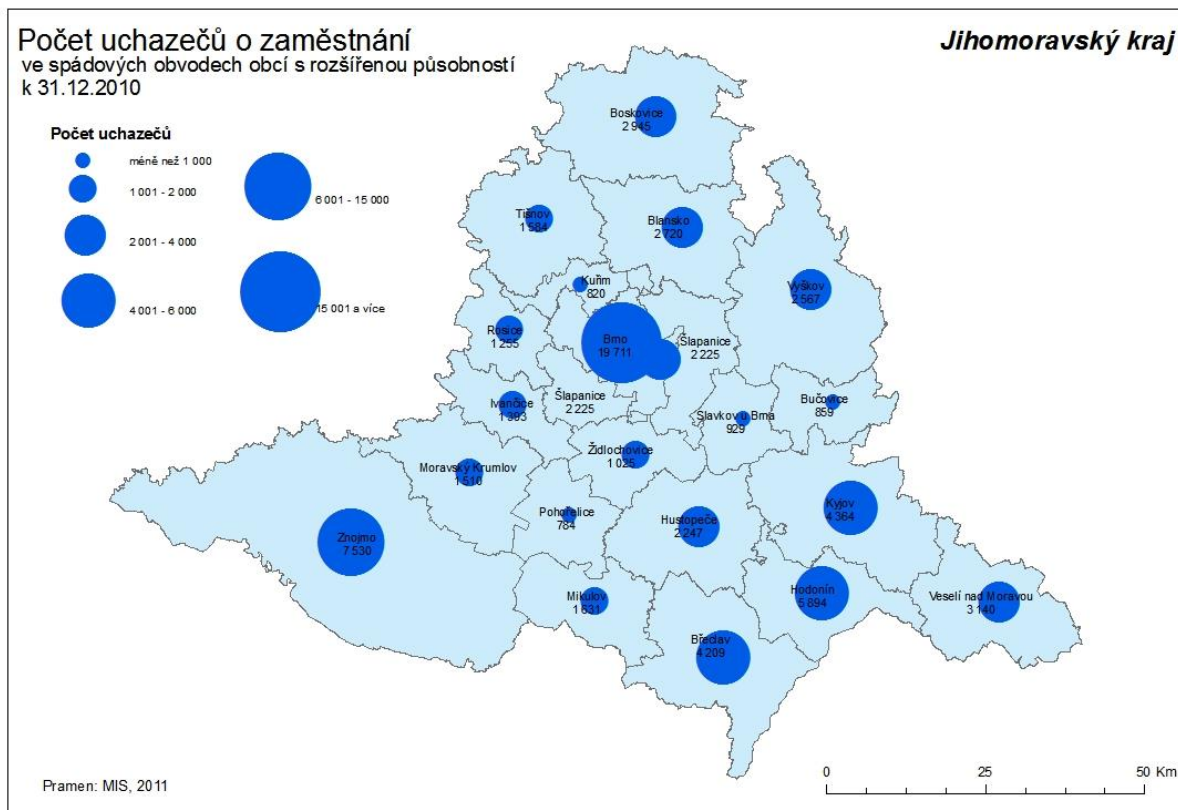 Počet uchazečů o zaměstnání
ve spádových obvodech obcí s rozšířenou působností
k 31.12.2010
Jihomoravský kraj
Počet uchazečů
méně než 1 000
1 001 - 2 000
2 001 - 4 000
4 001 - 6 000
6 001 - 15 000
15 001 a více
Boskovice
2 945
Tišnov
1 584
Blansko
2 720
Kuřim
820
Vyškov
2 567
Rosice
1 255
Brno
19 711
Šlapanice
2 225
Ivančice
1 393
Šlapanice
2 225
Slavkov u Brna
929
Bučovice
859
Židlochovice
1 025
Moravský Krumlov
1 510
Pohořelice
784
Hustopeče
2 247
Kyjov
4 364
Znojmo
7 530
Mikulov
1 631
Hodonín
5 894
Veselí nad Moravou
3 140
Břeclav
4 209
Pramen: MIS, 2011
0 25 50 Km